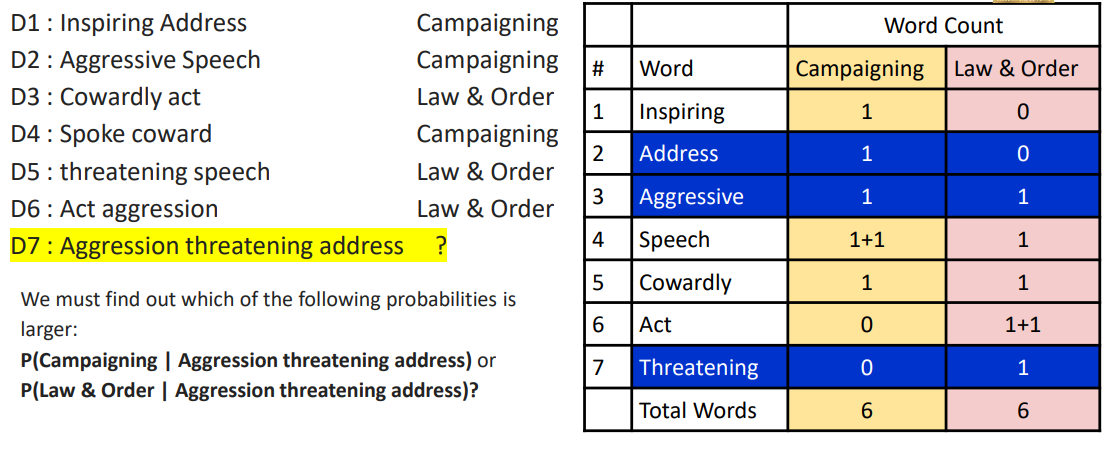 D1 : Inspiring Address Campaigning
D2 : Aggressive Speech Campaigning
D3 : Cowardly act Law & Order
D4 : Spoke coward Campaigning
D5 : threatening speech Law & Order
D6 : Act aggression Law & Order
D7 : Aggression threatening address ?
We must find out which of the following probabilities is
larger:
P(Campaigning | Aggression threatening address) or
P(Law & Order | Aggression threatening address)?
Word Count
# Word Campaigning Law & Order
1 Inspiring 1 0
2 Address 1 0
3 Aggressive 1 1
4 Speech 1+1 1
5 Cowardly 1 1
6 Act 0 1+1
7 Threatening 0 1
Total Words 6 6